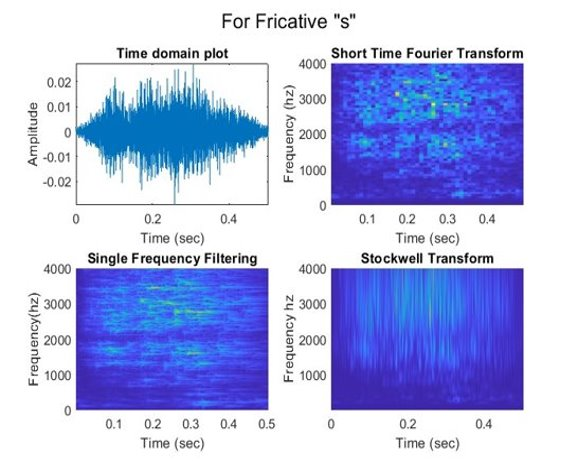 For Fricative "s"
Time domain plot
Short Time Fourier Transform
0.02
0.01
0
-0.01
-0.02
Amplitude
0
0.2
0.4
Time (sec)
4000
3000
2000
1000
0
Frequency (hz)
0.1
0.2
0.3
0.4
Time (sec)
Single Frequency Filtering
Stockwell Transform
4000
3000
2000
1000
0
Frequency(hz)
0.1
0.2
0.3
0.4
0.5
Time (sec)
4000
3000
2000
1000
Frequency hz
0
0.2
0.4
Time (sec)